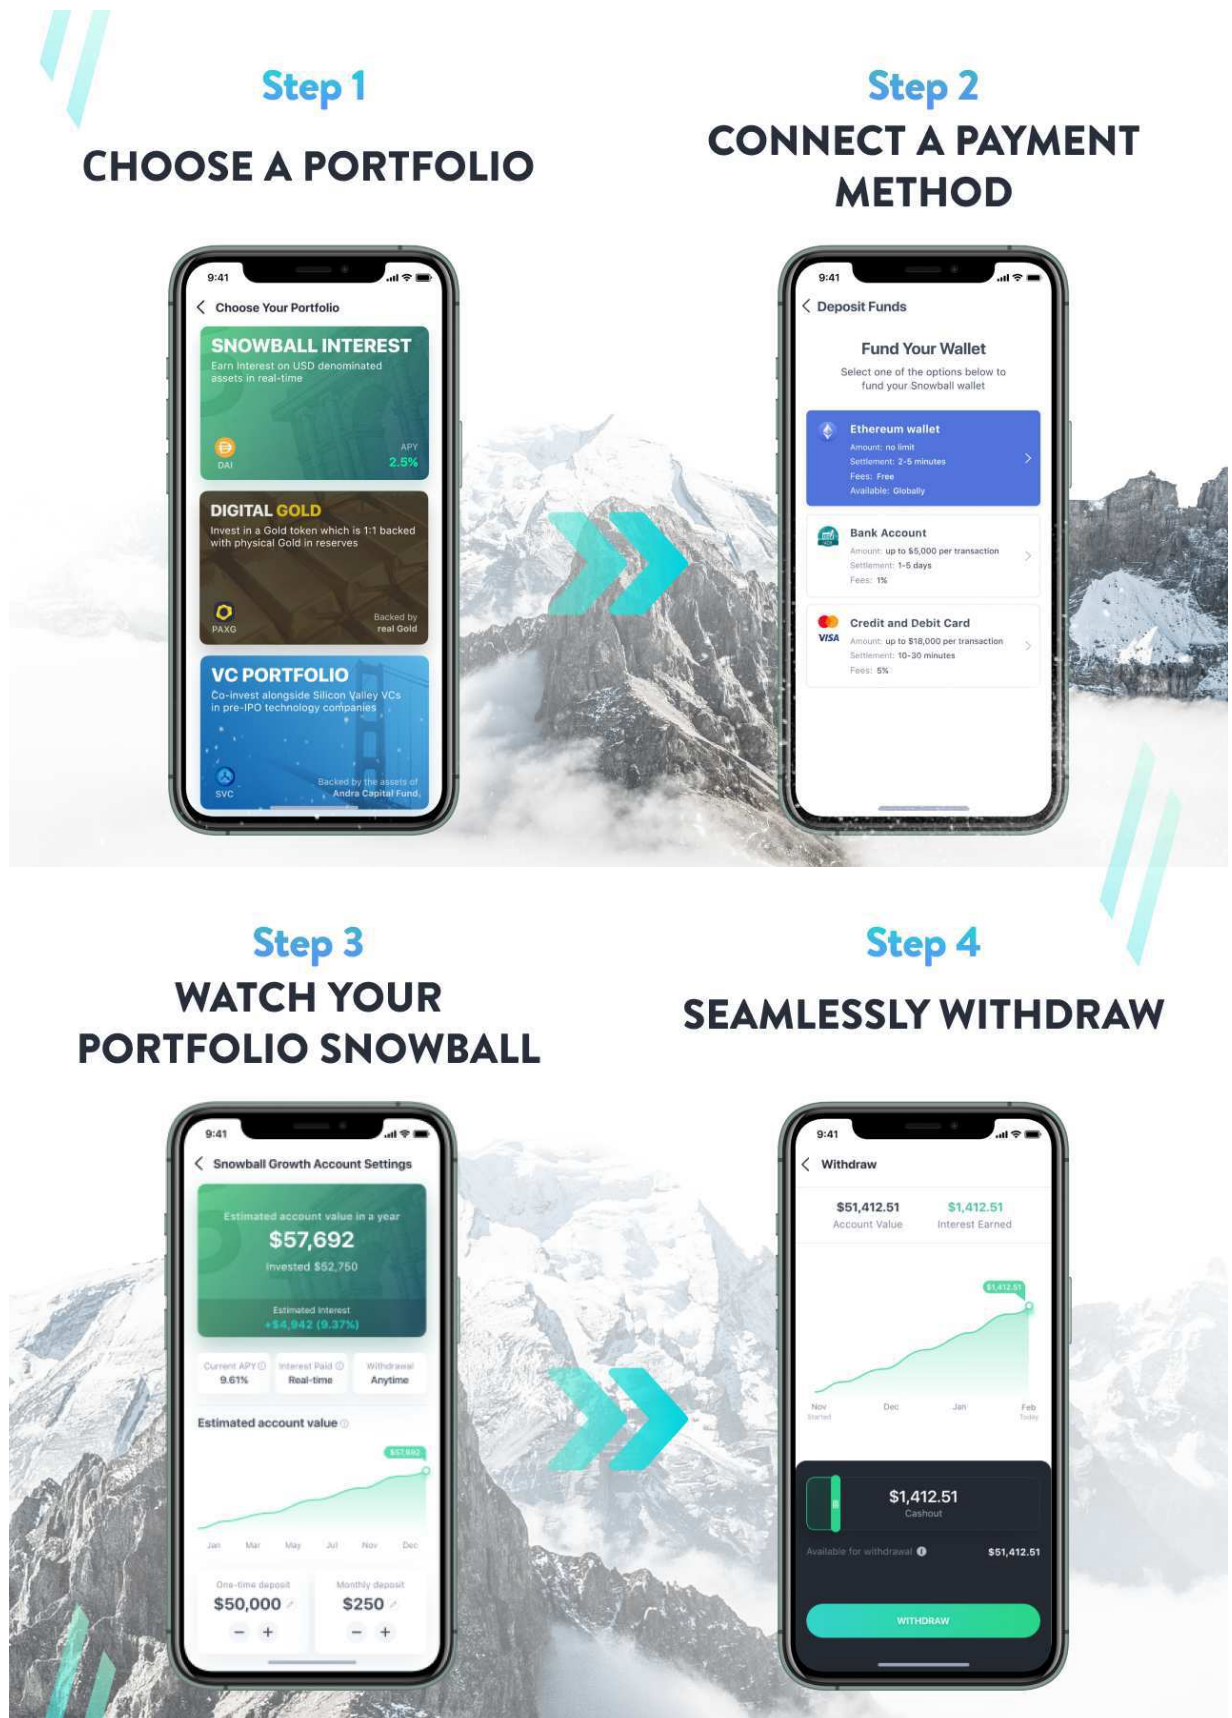 Step 1
CHOOSE A PORTFOLIO
9:41
Choose Your Portfolio
SNOWBALL INTEREST
Earn Interest on USD denominated
assets in real-time
DAI
APY
2.5%
DIGITAL GOLD
Invest in a Gold token which is 1:1 backed
with physical Gold in reserves
PAXG
Backed by
real Gold
VC PORTFOLIO
Co-invest alongside Silicon Valley VCs
in pre-IPO technology companies
SVC
Backed by the assets of
Andra Capital Fund.
Step 2
CONNECT A PAYMENT
METHOD
9:41
Deposit Funds
Fund Your Wallet
Select one of the options below to
fund your Snowball wallet
Ethereum wallet
Amount: no limit
Settlement: 2-5 minutes
Fees: Free
Available: Globally
Bank Account
Amount: up to $5,000 per transaction
Settlement: 1-5 days
Fees: 1%
Credit and Debit Card
VISA
Amount: up to $18,000 per transaction
Settlement: 10-30 minutes
Fees: 5%
Step 3
WATCH YOUR
PORTFOLIO SNOWBALL
9:41
Snowball Growth Account Settings
Estimated account value in a year
$57,692
Invested $52,750
Estimated Interest
+$4,942 (9.37%)
Current APY
9.61%
Interest Paid
Real-time
Withdrawal
Anytime
Estimated account value
$57,692
Jan Mar May Jul Nov Dec
One-time deposit
$50,000
− +
Monthly deposit
$250
− +
Step 4
SEAMLESSLY WITHDRAW
9:41
Withdraw
$51,412.51
Account Value
$1,412.51
Interest Earned
$1,412.51
Nov Dec Jan Feb
Started Today
$1,412.51
Cashout
Available for withdrawal $51,412.51
WITHDRAW